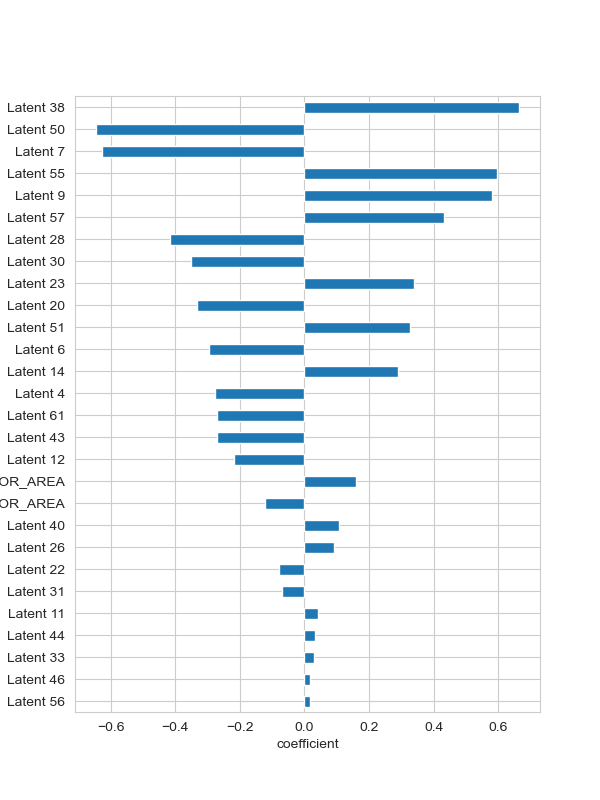 Latent 38
Latent 50
Latent 7
Latent 55
Latent 9
Latent 57
Latent 28
Latent 30
Latent 23
Latent 20
Latent 51
Latent 6
Latent 14
Latent 4
Latent 61
Latent 43
Latent 12
OR_AREA
OR_AREA
Latent 40
Latent 26
Latent 22
Latent 31
Latent 11
Latent 44
Latent 33
Latent 46
Latent 56
−0.6 −0.4 −0.2 0.0 0.2 0.4 0.6
coefficient